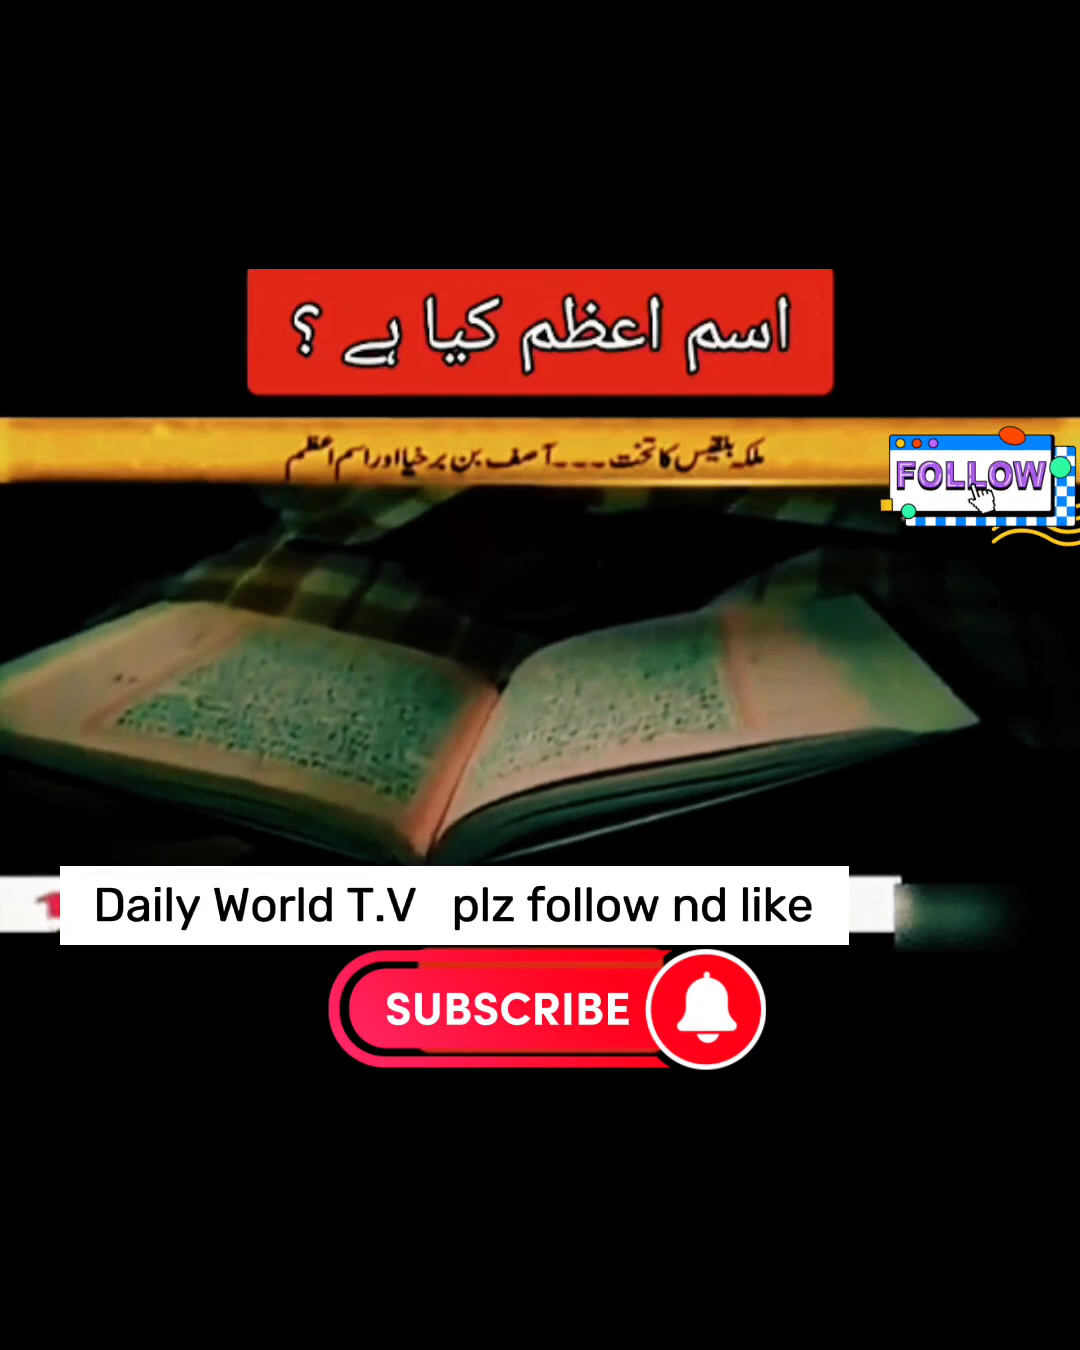 اسم اعظم کیا ہے ؟
ملکہ بلقیس کا تخت ۔۔۔ آصف بن برخیا اور اسم اعظم
FOLLOW
Daily World T.V plz follow nd like
SUBSCRIBE